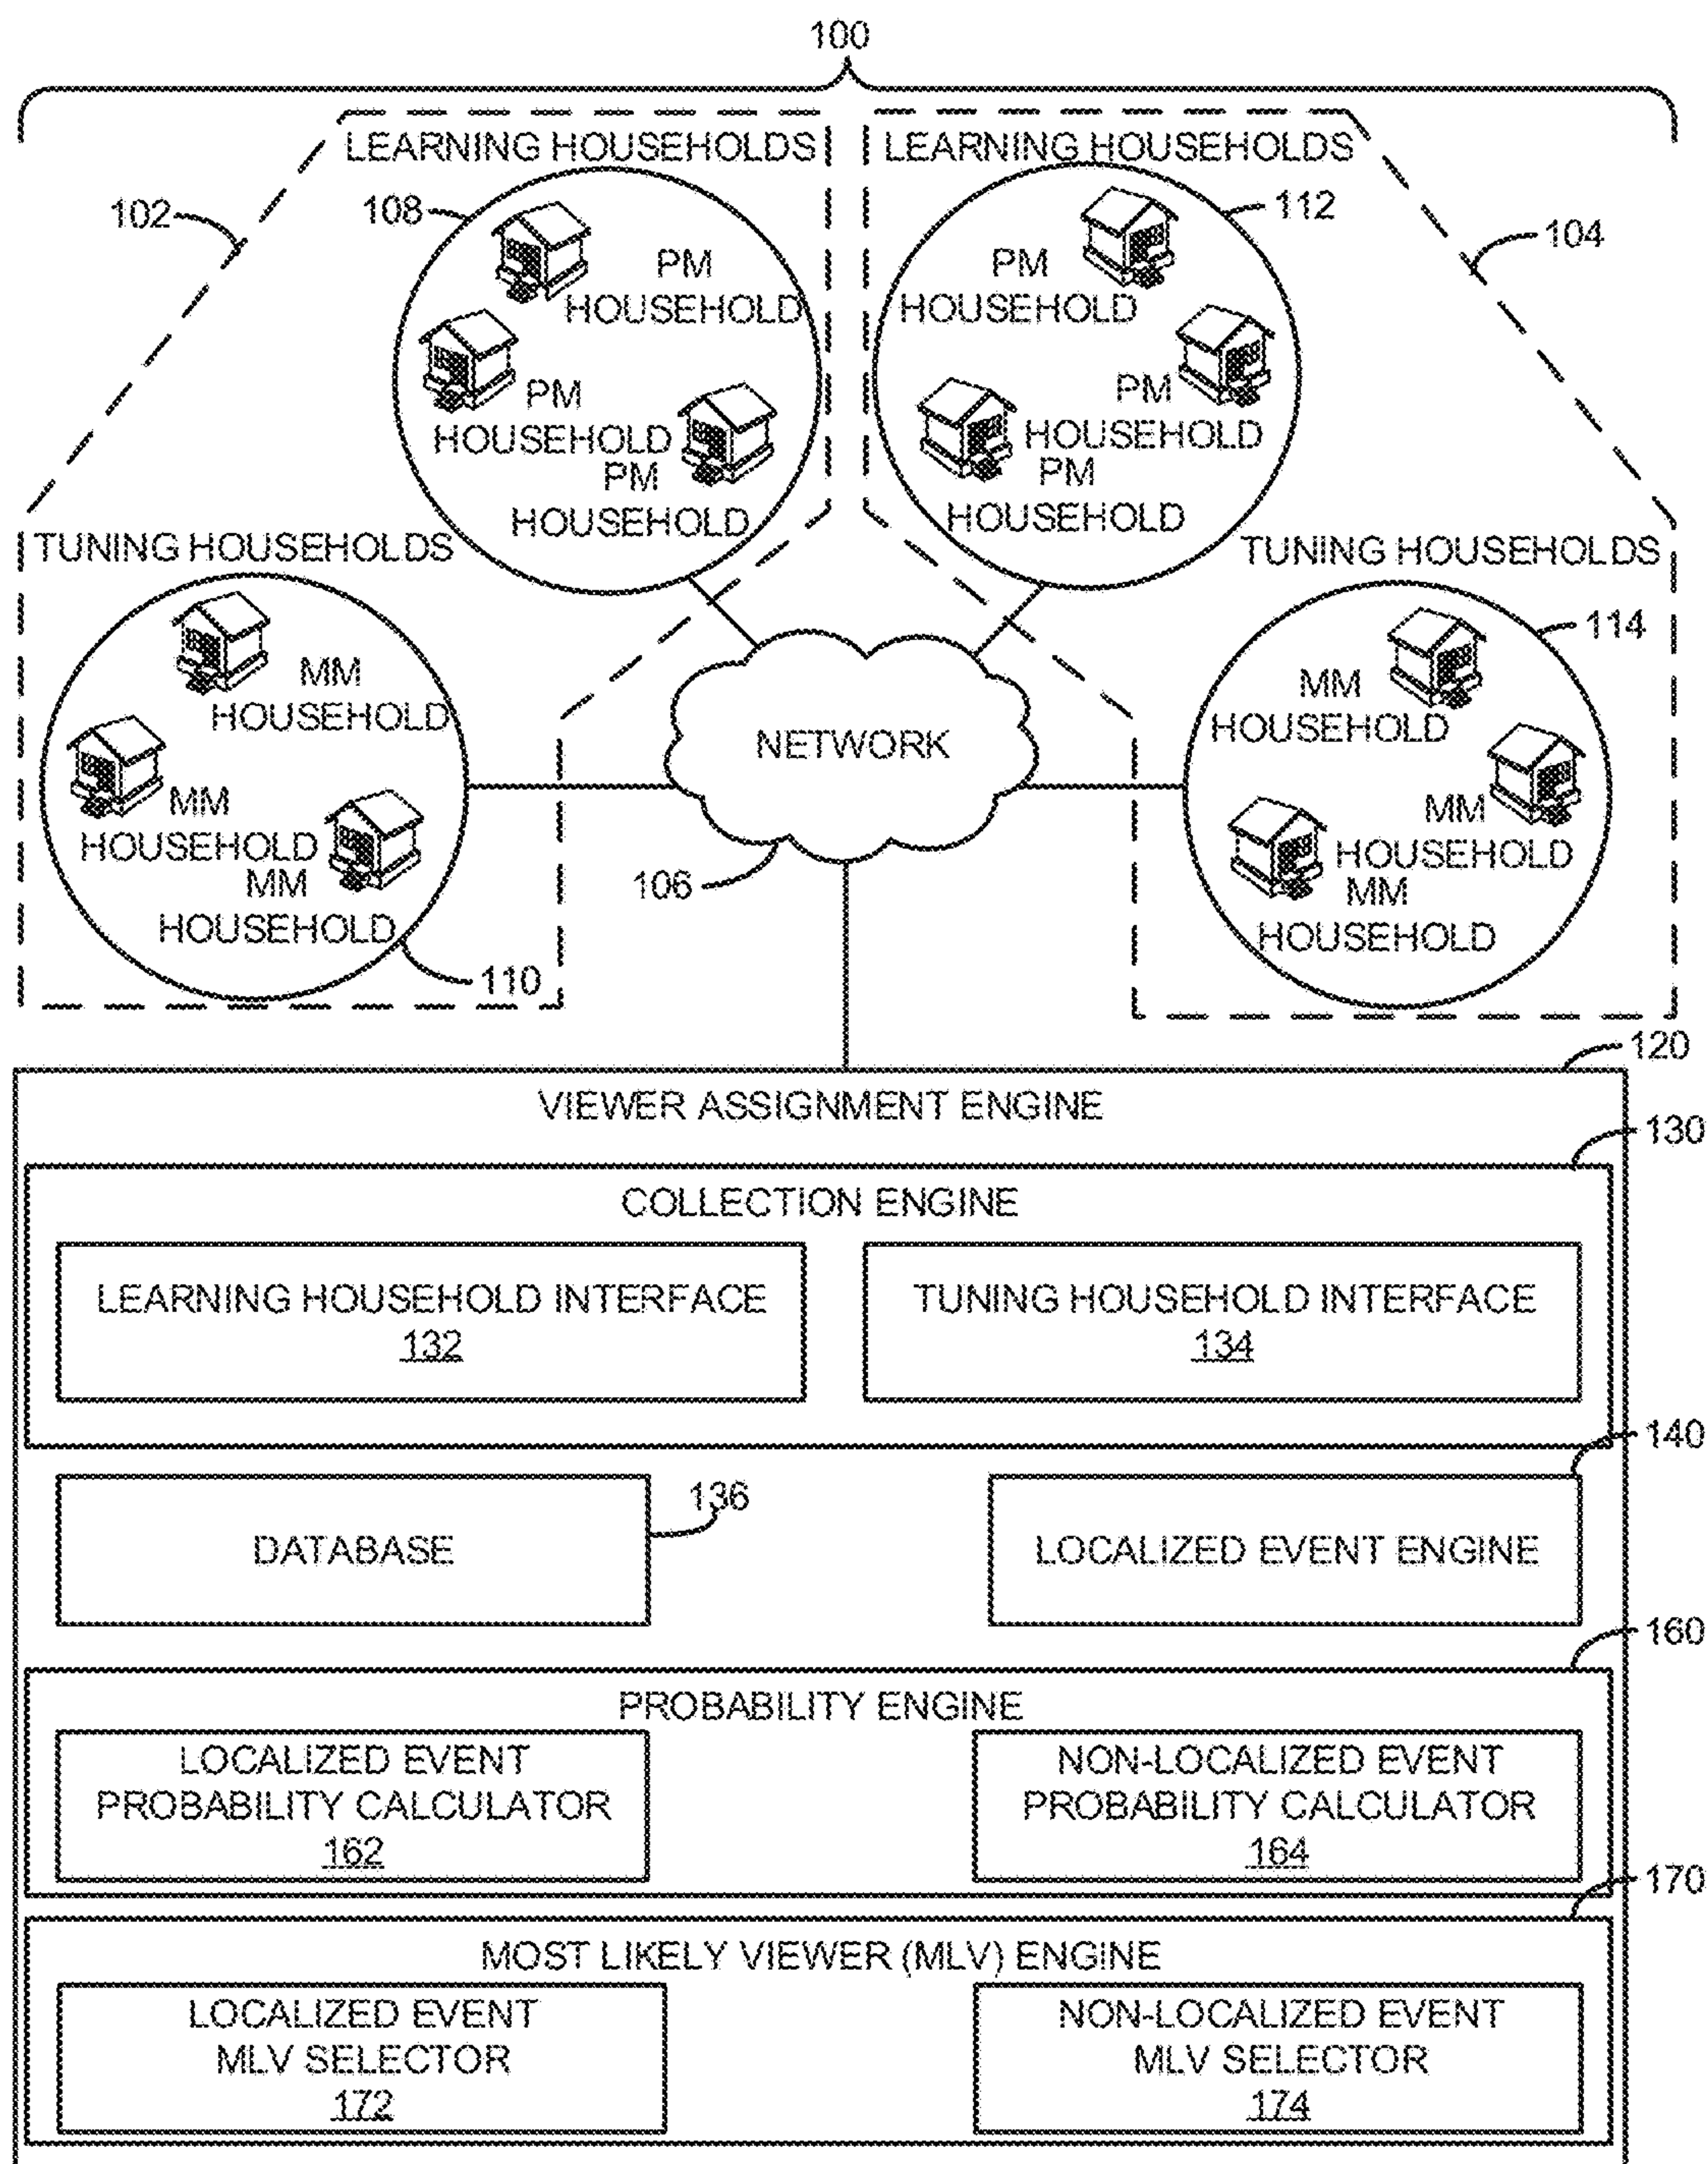 100
LEARNING HOUSEHOLDS
LEARNING HOUSEHOLDS
102
108
112
104
PM
HOUSEHOLD
PM
HOUSEHOLD
PM
HOUSEHOLD
PM
HOUSEHOLD
PM
HOUSEHOLD
PM
HOUSEHOLD
TUNING HOUSEHOLDS
TUNING HOUSEHOLDS
114
MM
HOUSEHOLD
MM
HOUSEHOLD
MM
HOUSEHOLD
110
NETWORK
106
MM
HOUSEHOLD
MM
HOUSEHOLD
MM
HOUSEHOLD
120
VIEWER ASSIGNMENT ENGINE
130
COLLECTION ENGINE
LEARNING HOUSEHOLD INTERFACE
132
TUNING HOUSEHOLD INTERFACE
134
140
DATABASE
136
LOCALIZED EVENT ENGINE
160
PROBABILITY ENGINE
LOCALIZED EVENT
PROBABILITY CALCULATOR
162
NON-LOCALIZED EVENT
PROBABILITY CALCULATOR
164
170
MOST LIKELY VIEWER (MLV) ENGINE
LOCALIZED EVENT
MLV SELECTOR
172
NON-LOCALIZED EVENT
MLV SELECTOR
174